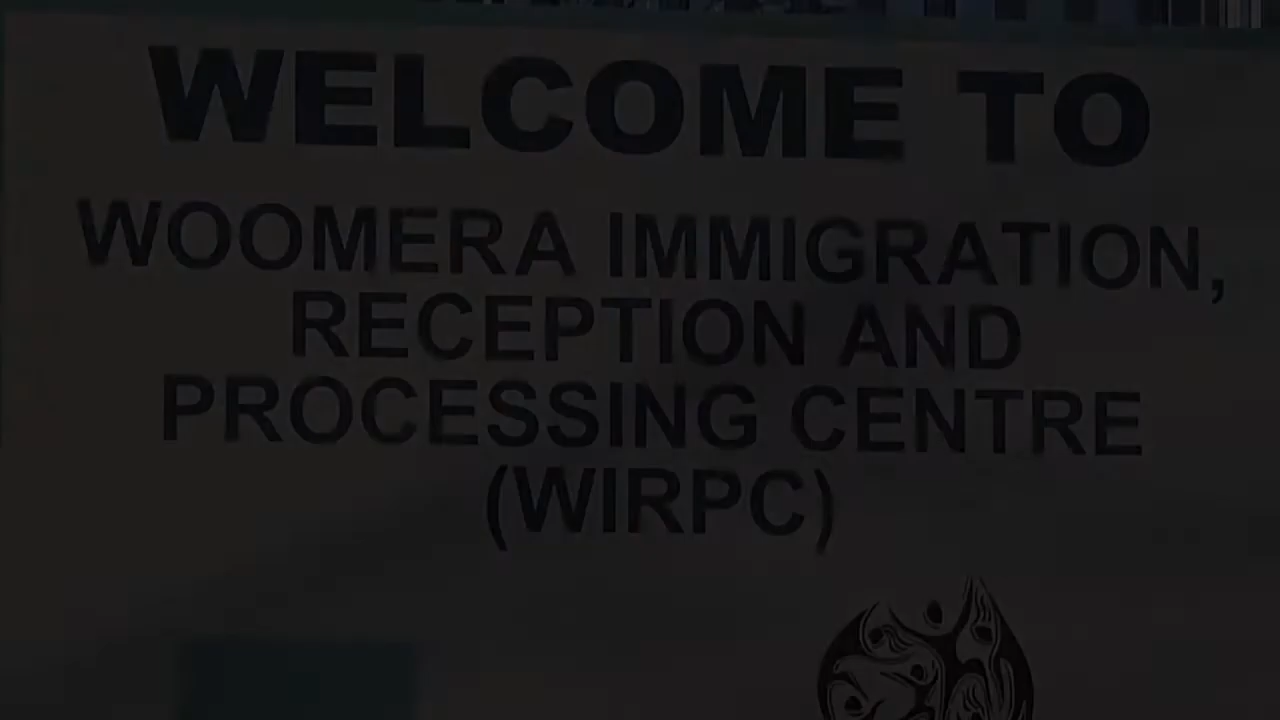 WELCOME TO
WOOMERA IMMIGRATION,
RECEPTION AND
PROCESSING CENTRE
(WIRPC)